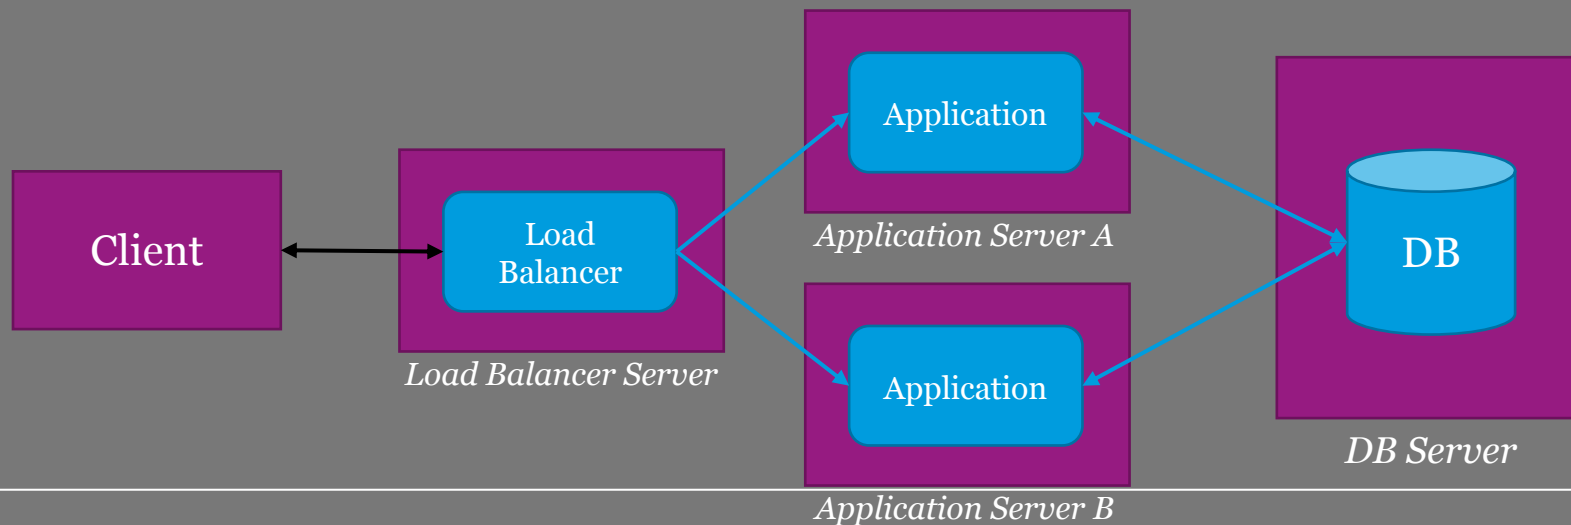 Client
Load
Balancer
Load Balancer Server
Application
Application Server A
Application
Application Server B
DB
DB Server